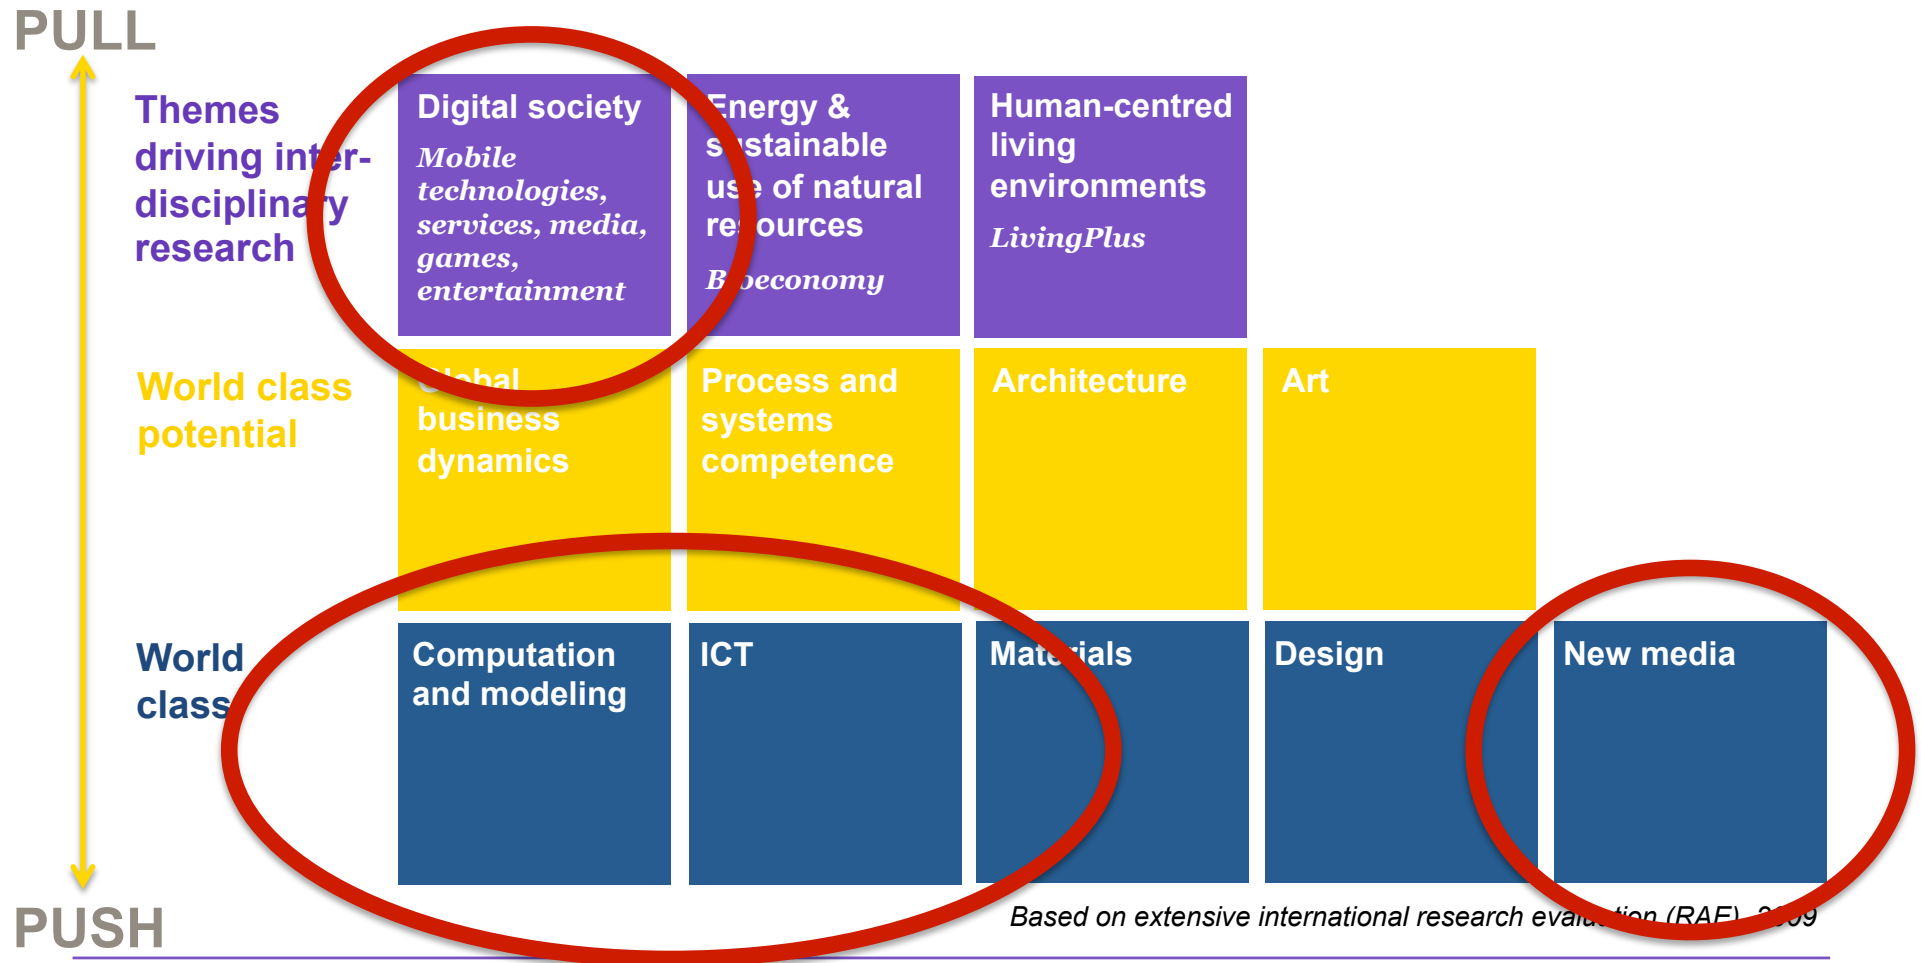 PULL
Themes
driving inter-
disciplinary
research
Digital society
Mobile
technologies,
services, media,
games,
entertainment
Energy &
sustainable
use of natural
resources
Bioeconomy
Human-centred
living
environments
LivingPlus
World class
potential
Global
business
dynamics
Process and
systems
competence
Architecture
Art
World
class
Computation
and modeling
ICT
Materials
Design
New media
PUSH
Based on extensive international research evaluation (RAE), 2009